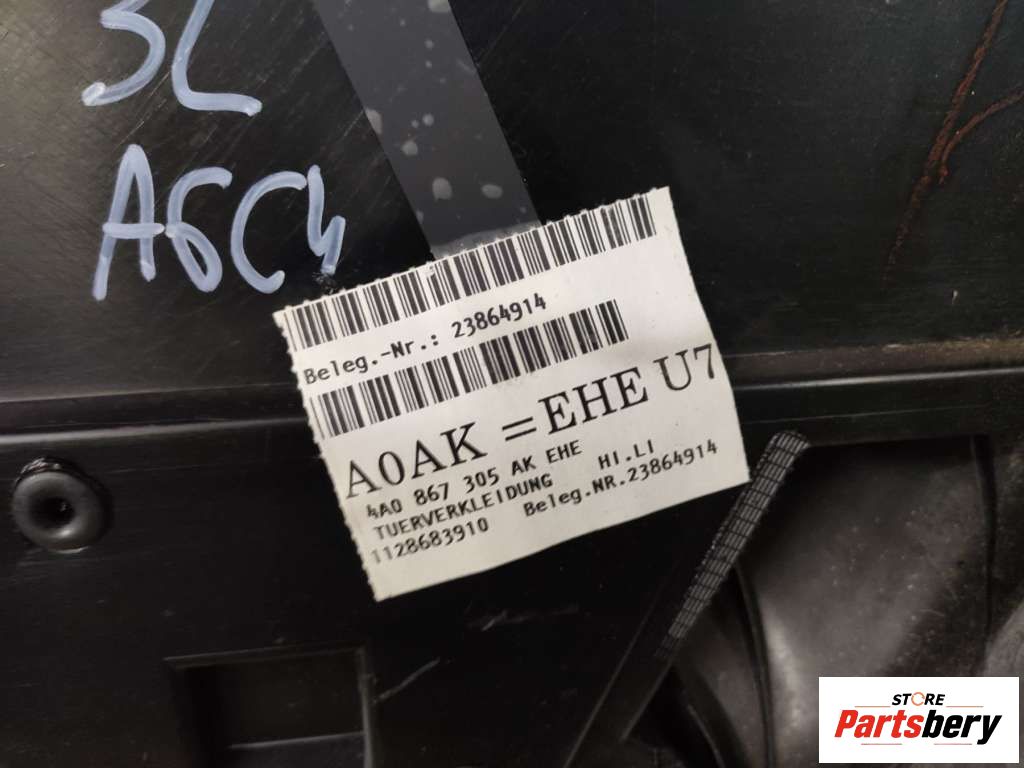 A6C4
Beleg.-Nr.: 23864914
A0AK =EHE U7
4A0 867 305 AK EHE
TUERVERKLEIDUNG HI.LI
1128683910 Beleg.NR.23864914
STORE
Partsbery